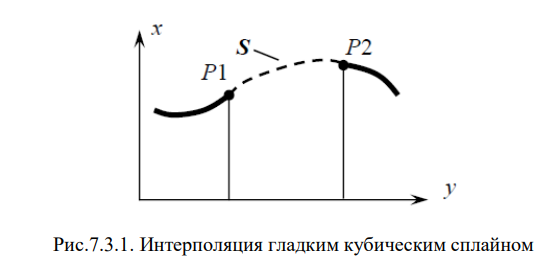 x
S
P2
P1
y
Рис.7.3.1. Интерполяция гладким кубическим сплайном